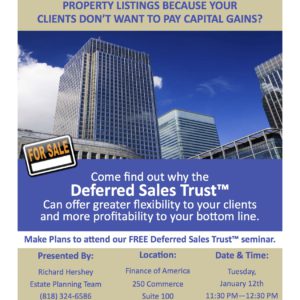 PROPERTY LISTINGS BECAUSE YOUR
CLIENTS DON'T WANT TO PAY CAPITAL GAINS?
FOR SALE
Come find out why the
Deferred Sales Trust™
Can offer greater flexibility to your clients
and more profitability to your bottom line.
Make Plans to attend our FREE Deferred Sales Trust™ seminar.
Presented By:
Richard Hershey
Estate Planning Team
(818) 324-6586
Location:
Finance of America
250 Commerce
Suite 100
Date & Time:
Tuesday,
January 12th
11:30 PM—12:30 PM